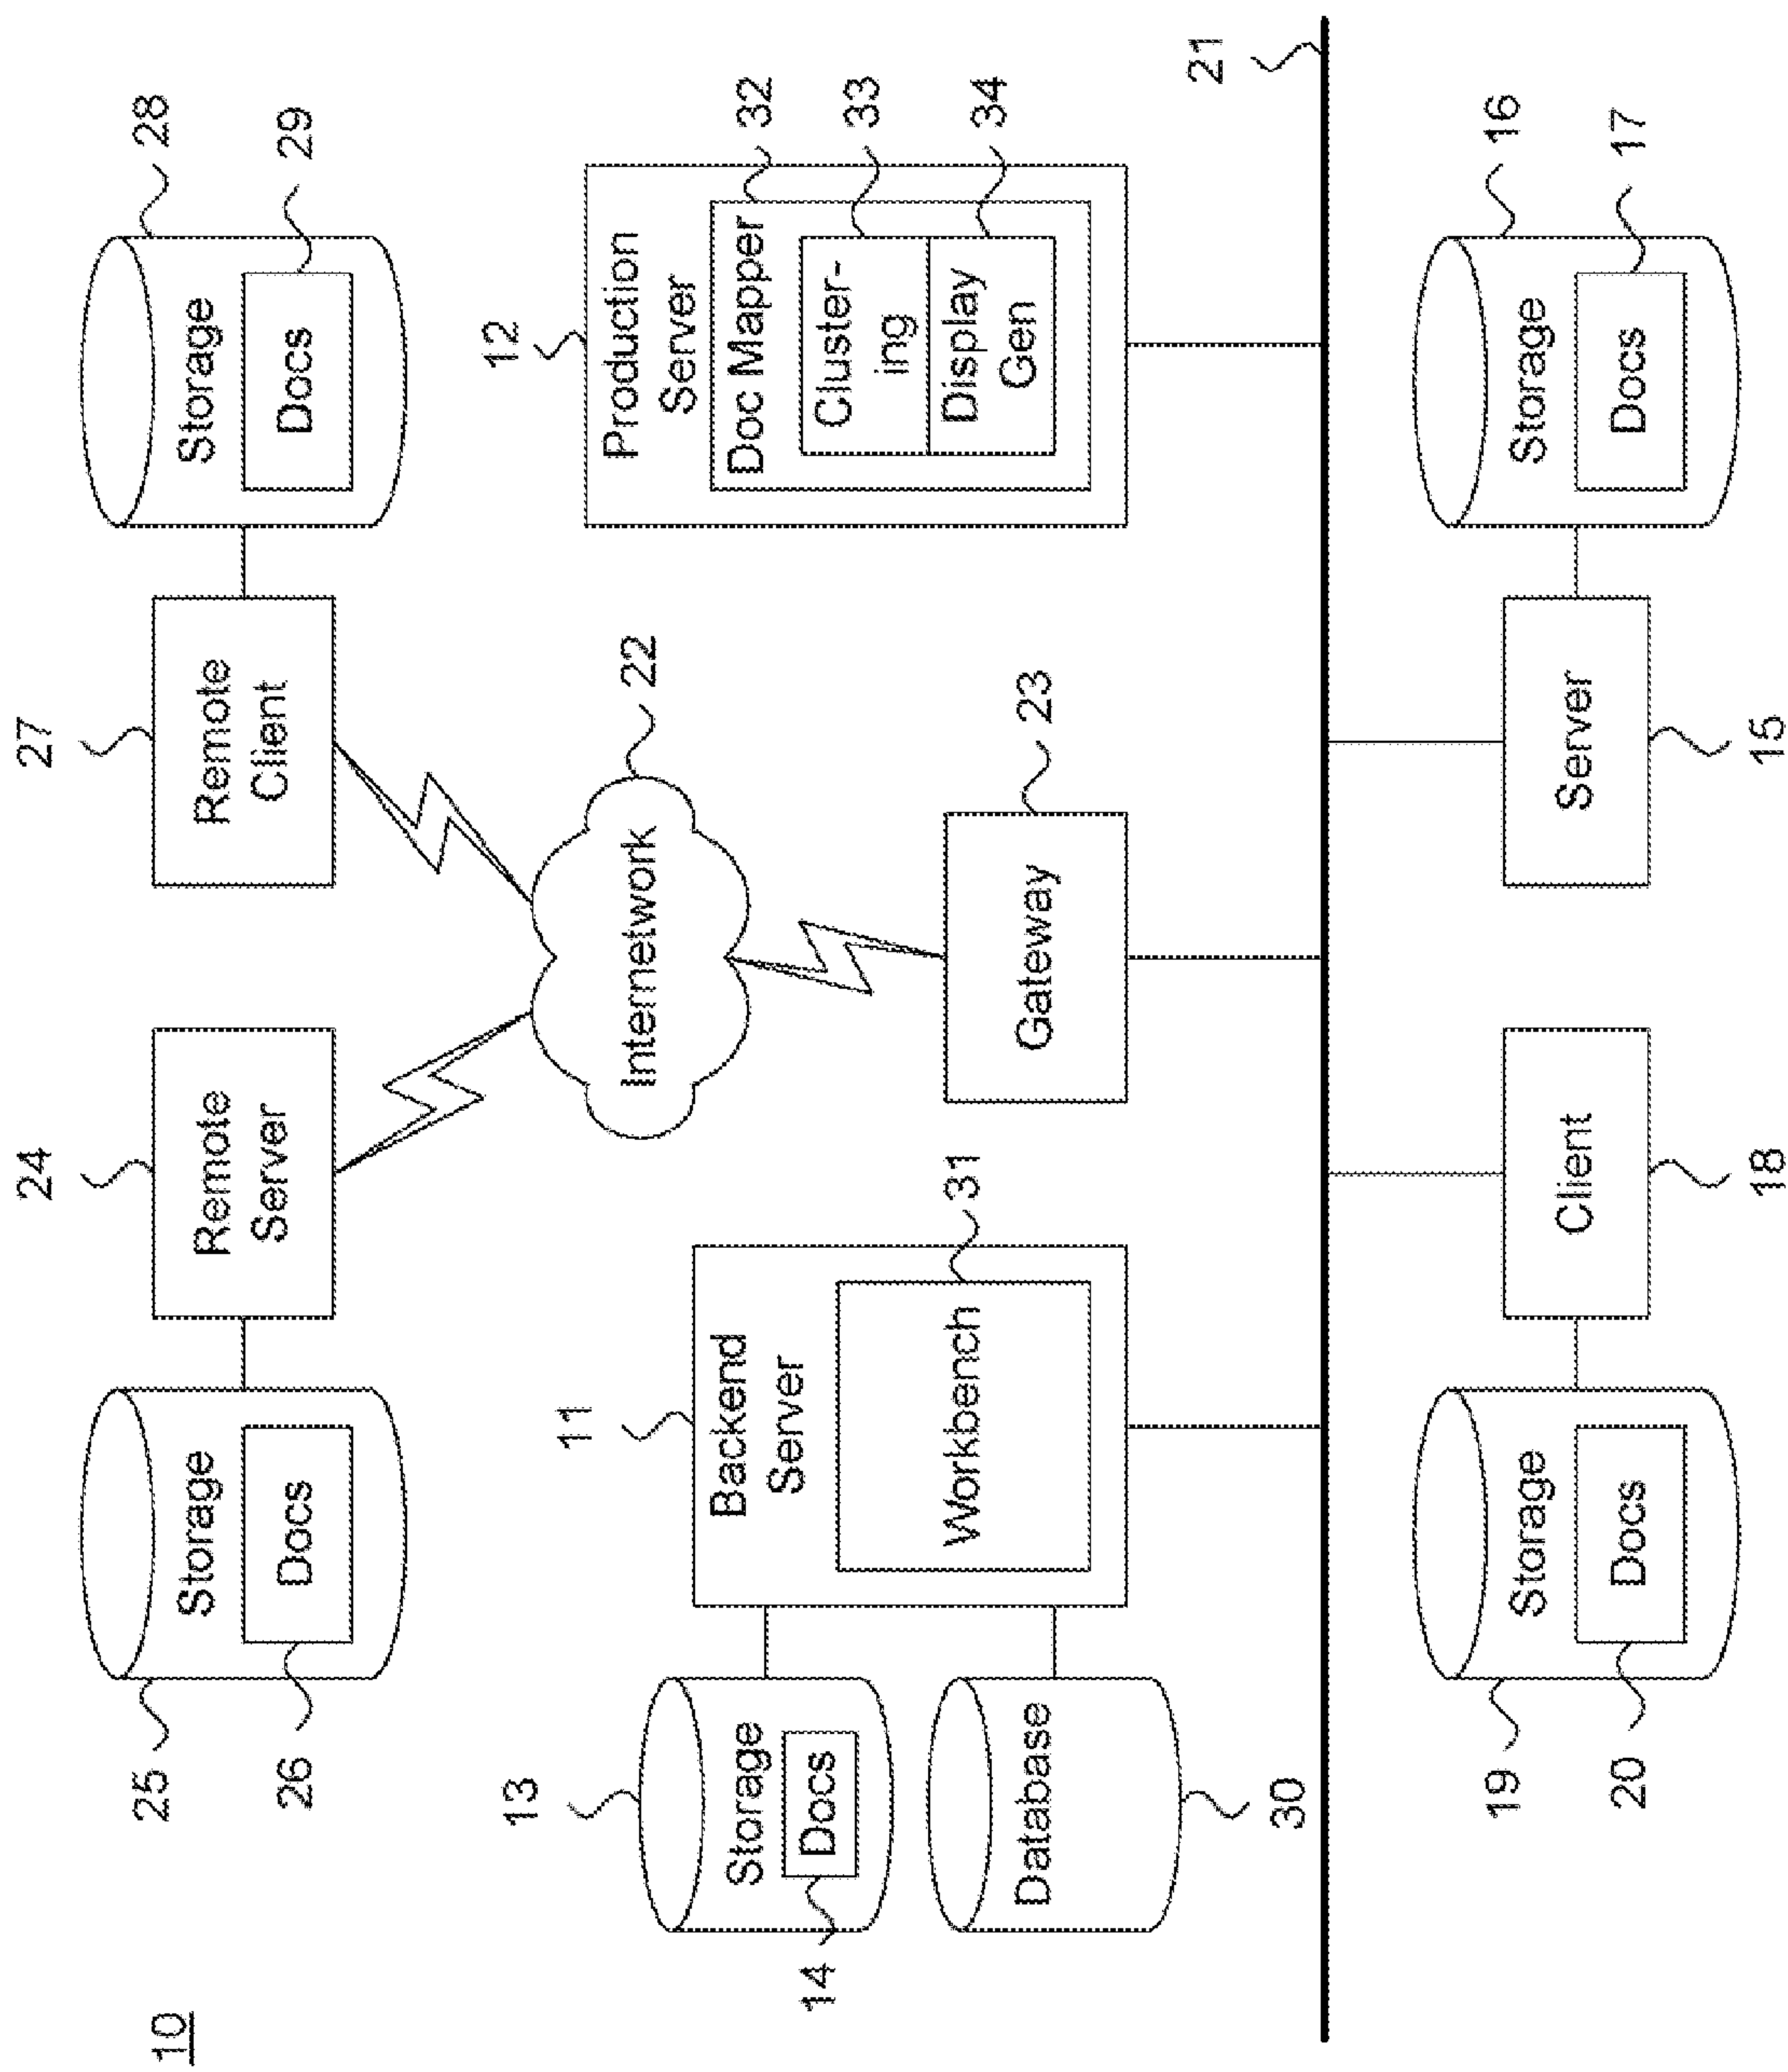 10
24
27
25
Storage
Docs
26
Remote
Server
Remote
Client
Storage
Docs
28
29
Internetwork
22
13
Storage
Docs
14
11
Backend
Server
Workbench
31
Database
30
Gateway
23
12
Production
Server
Doc Mapper
Cluster-
ing
Display
Gen
32
33
34
21
19
Storage
Docs
20
Client
18
Server
15
Storage
Docs
16
17